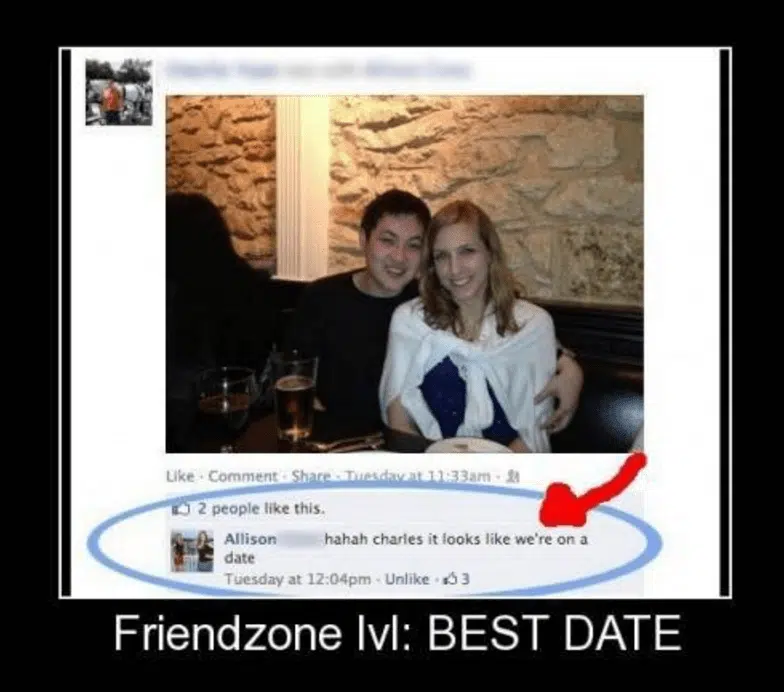 Like · Comment · Share · Tuesday at 11:33am ·
2 people like this.
Allison hahah charles it looks like we're on a
date
Tuesday at 12:04pm · Unlike · 3
Friendzone lvl: BEST DATE